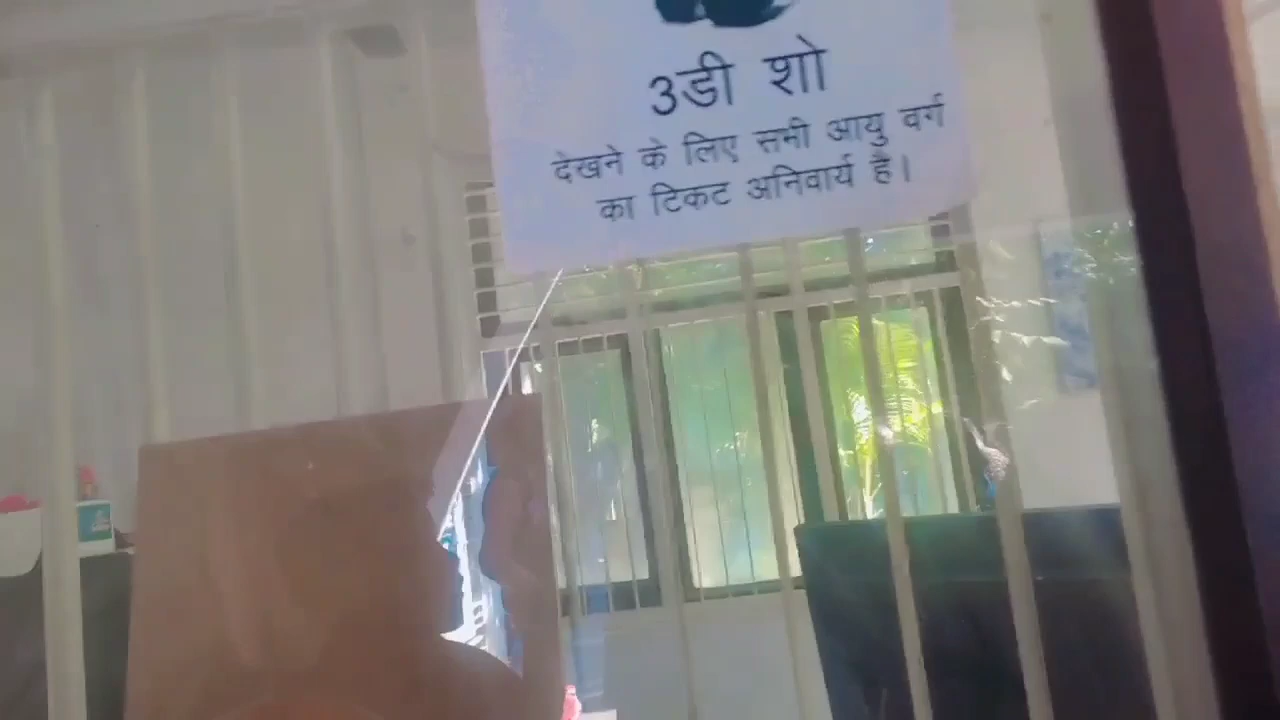 3डी शो
देखने के लिए सभी आयु वर्ग
का टिकट अनिवार्य है।